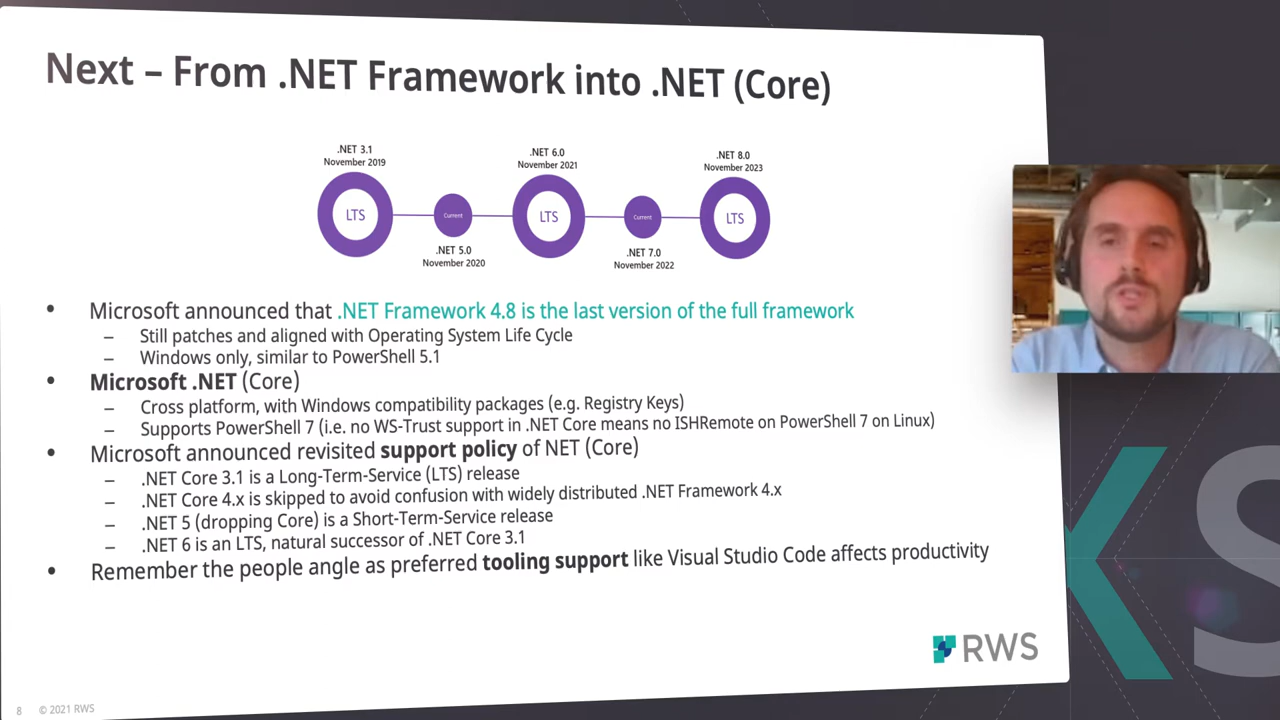 Next – From .NET Framework into .NET (Core)
.NET 3.1
November 2019
.NET 6.0
November 2021
.NET 8.0
November 2023
LTS
Current
LTS
Current
LTS
.NET 5.0
November 2020
.NET 7.0
November 2022
• Microsoft announced that .NET Framework 4.8 is the last version of the full framework
– Still patches and aligned with Operating System Life Cycle
– Windows only, similar to PowerShell 5.1
• Microsoft .NET (Core)
– Cross platform, with Windows compatibility packages (e.g. Registry Keys)
– Supports PowerShell 7 (i.e. no WS-Trust support in .NET Core means no ISHRemote on PowerShell 7 on Linux)
• Microsoft announced revisited support policy of NET (Core)
– .NET Core 3.1 is a Long-Term-Service (LTS) release
– .NET Core 4.x is skipped to avoid confusion with widely distributed .NET Framework 4.x
– .NET 5 (dropping Core) is a Short-Term-Service release
– .NET 6 is an LTS, natural successor of .NET Core 3.1
• Remember the people angle as preferred tooling support like Visual Studio Code affects productivity
RWS
8 © 2021 RWS